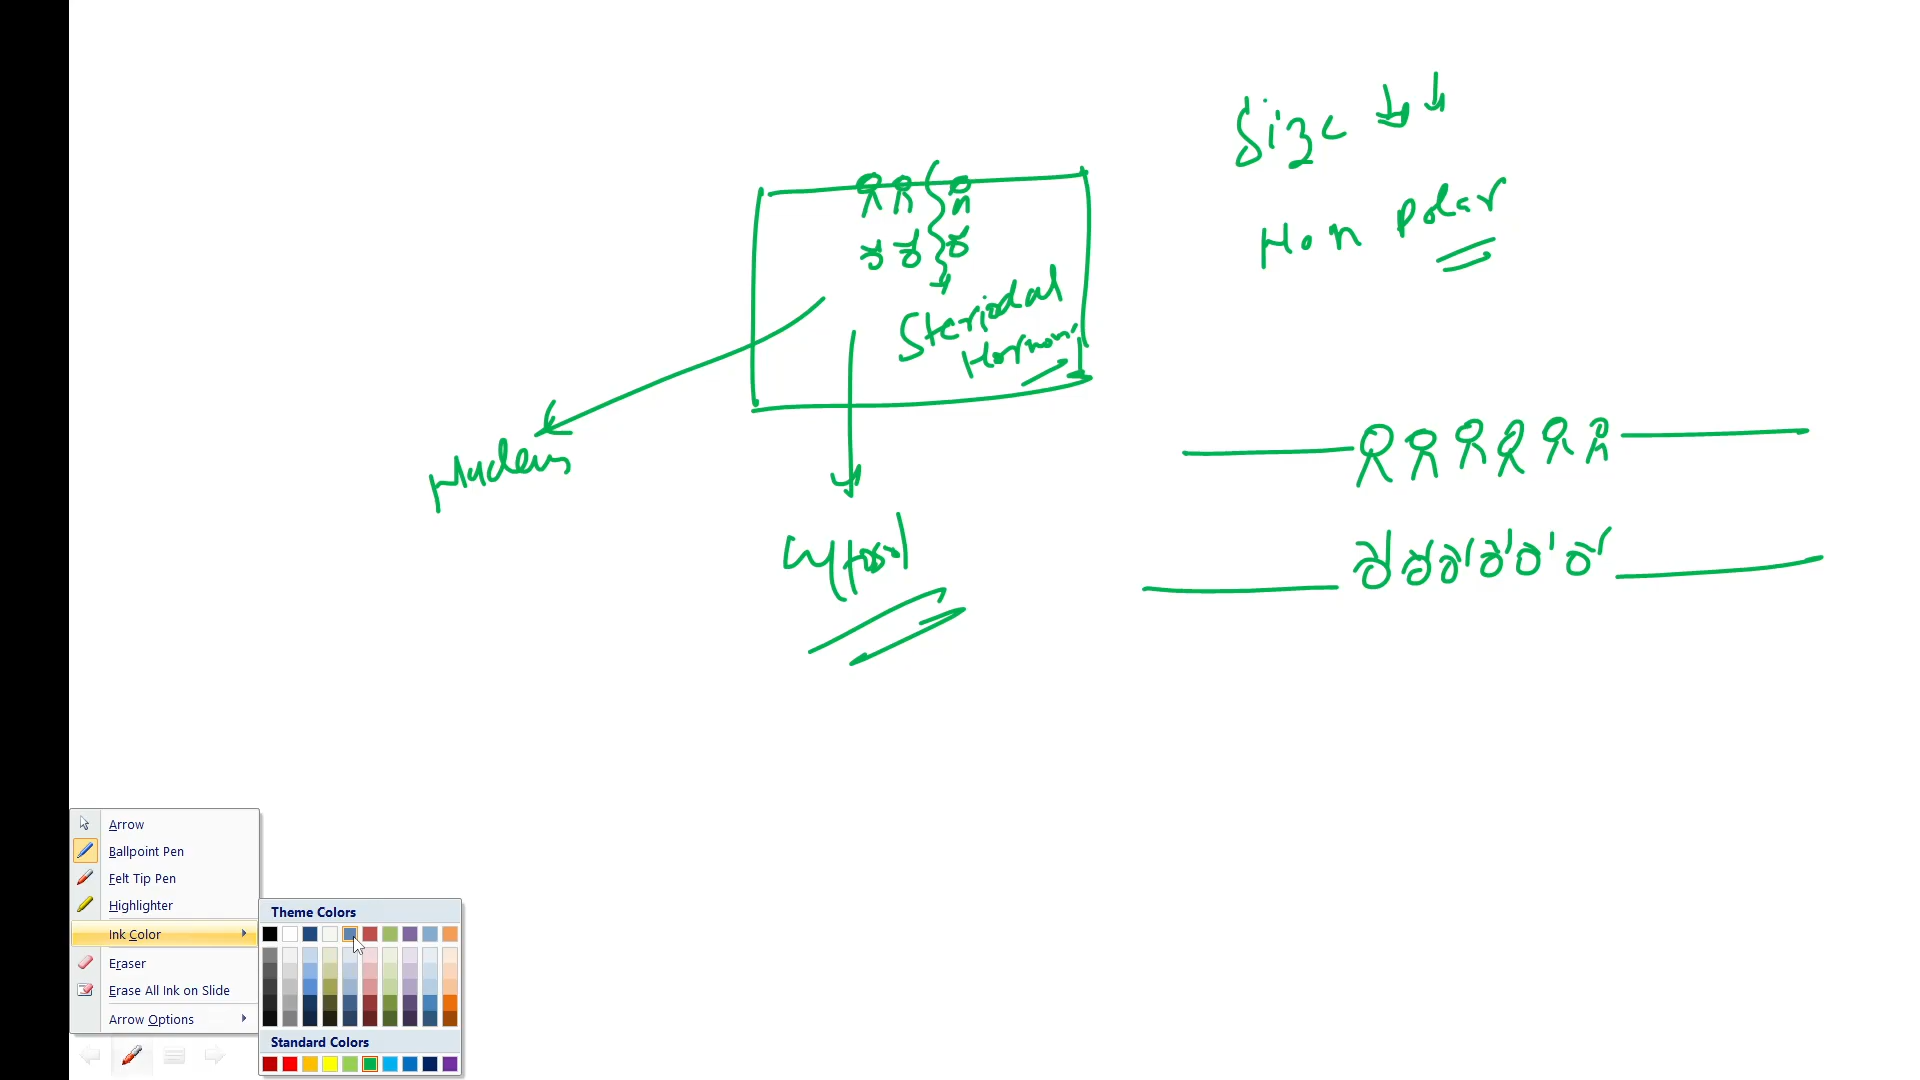 Size ↓↓
Non polar
Steriodal
Hormon
Nucleus
Cytosol
Arrow
Ballpoint Pen
Felt Tip Pen
Highlighter
Ink Color
Eraser
Erase All Ink on Slide
Arrow Options
Theme Colors
Standard Colors